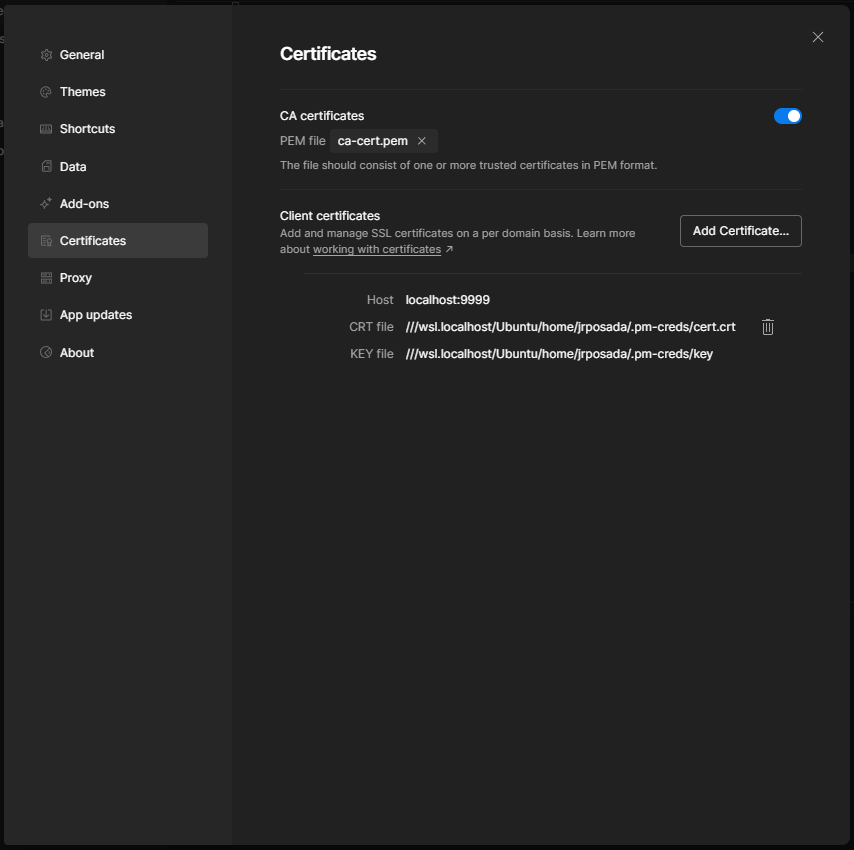 General
Themes
Shortcuts
Data
Add-ons
Certificates
Proxy
App updates
About
Certificates
CA certificates
PEM file ca-cert.pem
The file should consist of one or more trusted certificates in PEM format.
Client certificates
Add and manage SSL certificates on a per domain basis. Learn more
about working with certificates ↗
Add Certificate...
Host localhost:9999
CRT file ///wsl.localhost/Ubuntu/home/jrposada/.pm-creds/cert.crt
KEY file ///wsl.localhost/Ubuntu/home/jrposada/.pm-creds/key